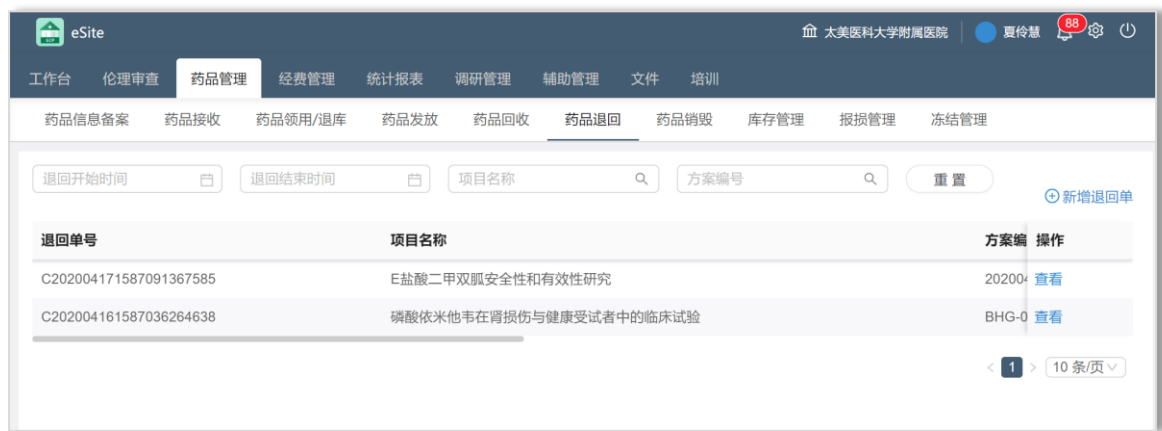 eSite 太美医科大学附属医院 夏伶慧 88
工作台 伦理审查 药品管理 经费管理 统计报表 调研管理 辅助管理 文件 培训
药品信息备案 药品接收 药品领用/退库 药品发放 药品回收 药品退回 药品销毁 库存管理 报损管理 冻结管理
退回开始时间 退回结束时间 项目名称 方案编号 重 置
新增退回单
退回单号 项目名称 方案编 操作
C202004171587091367585 E盐酸二甲双胍安全性和有效性研究 202004 查看
C202004161587036264638 磷酸依米他韦在肾损伤与健康受试者中的临床试验 BHG-0 查看
< 1 > 10 条/页